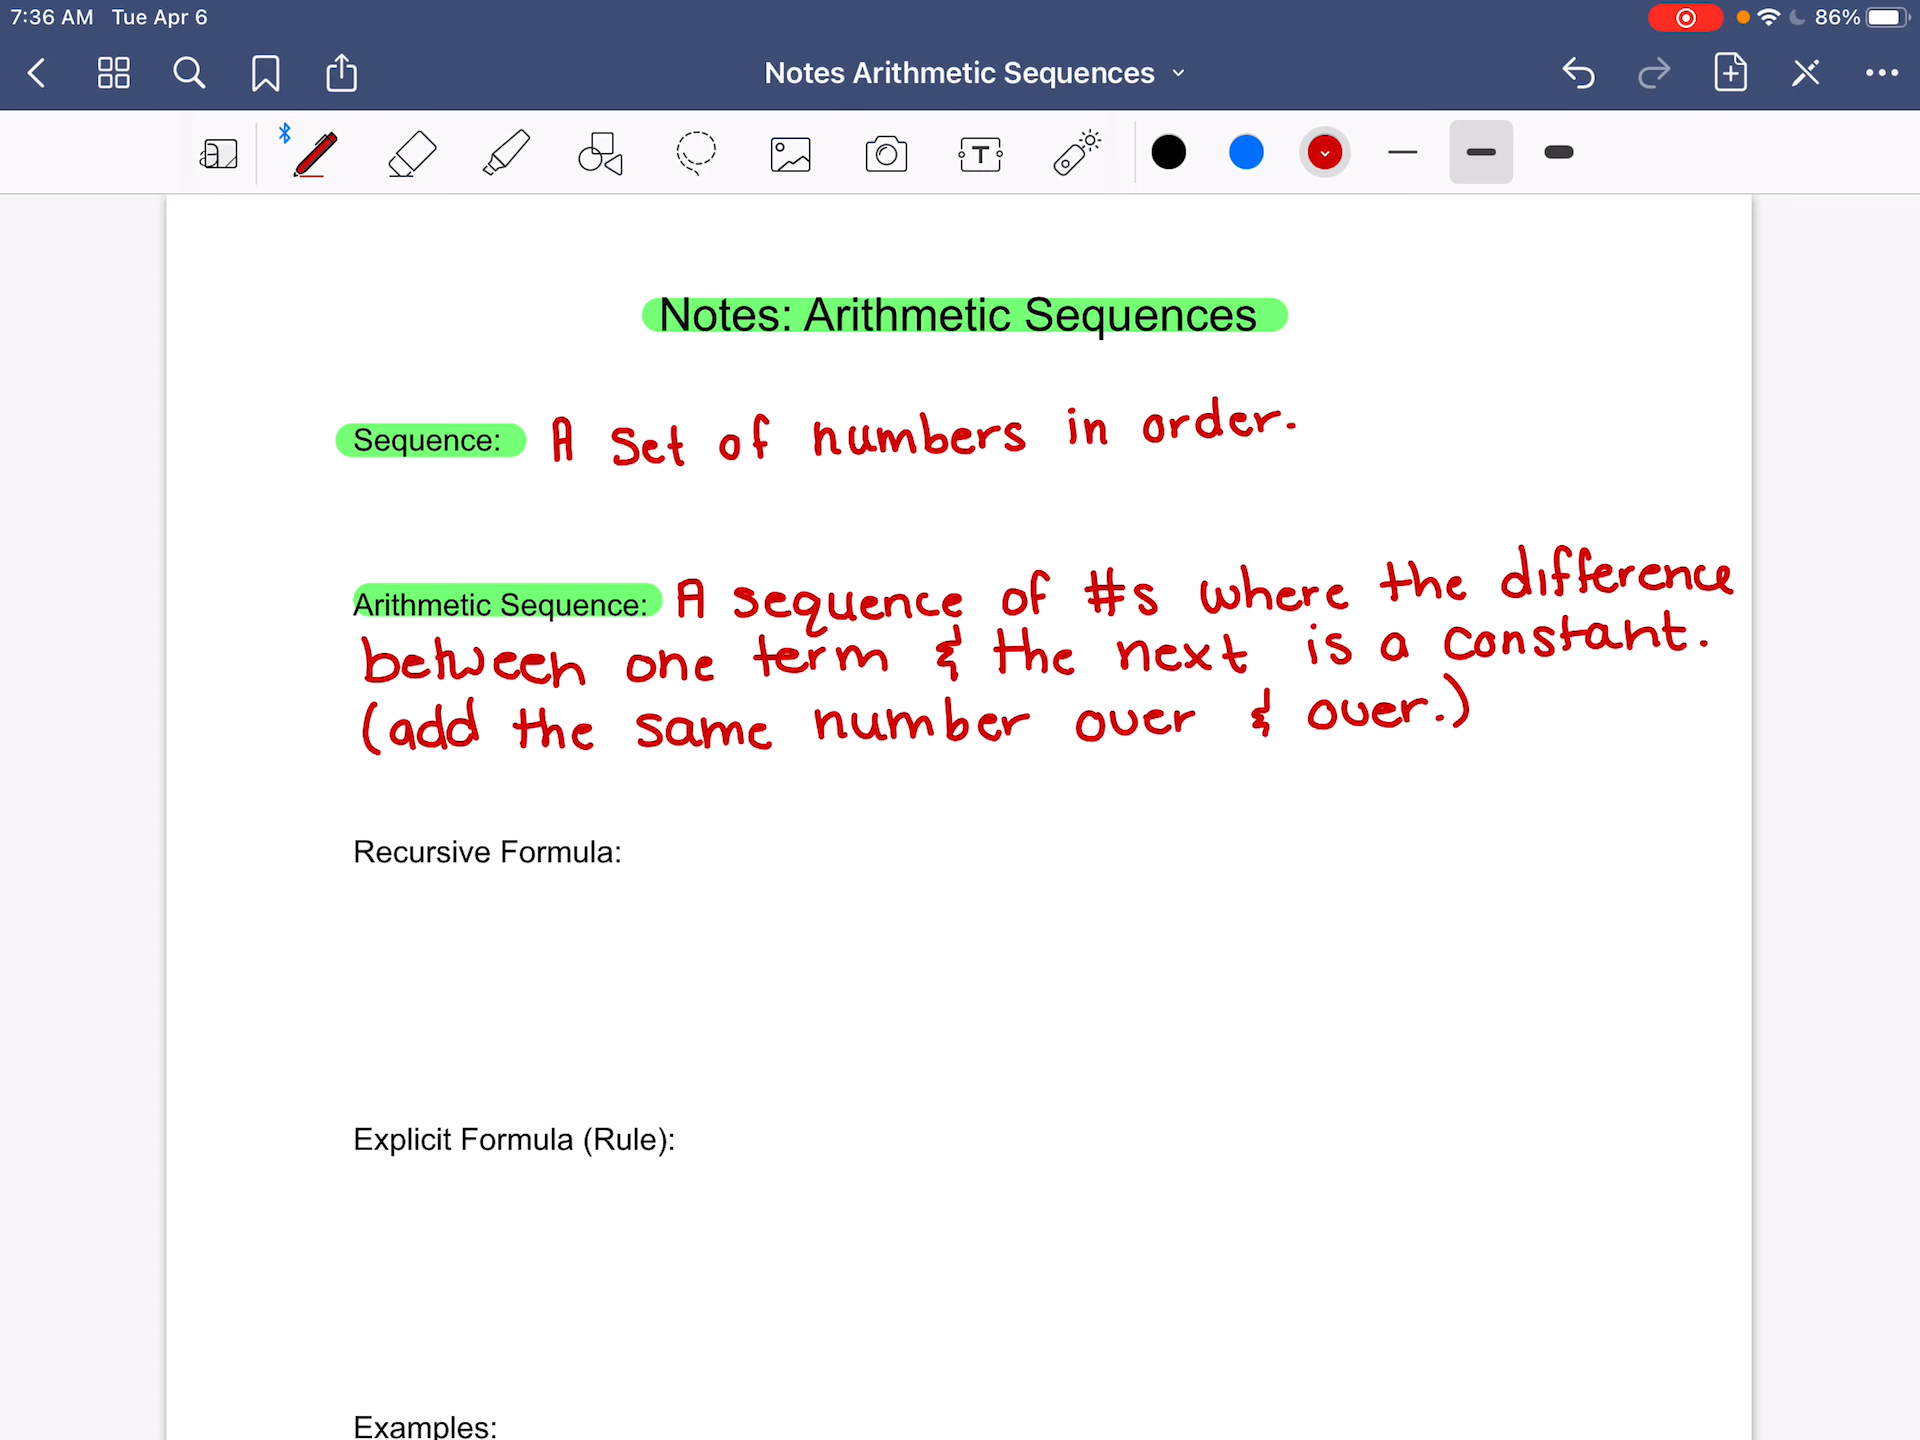 7:36 AM Tue Apr 6
86%
Notes Arithmetic Sequences
Notes: Arithmetic Sequences
Sequence: A set of numbers in order.
Arithmetic Sequence: A sequence of #s where the difference
between one term & the next is a constant.
(add the same number over & over.)
Recursive Formula:
Explicit Formula (Rule):
Examples: